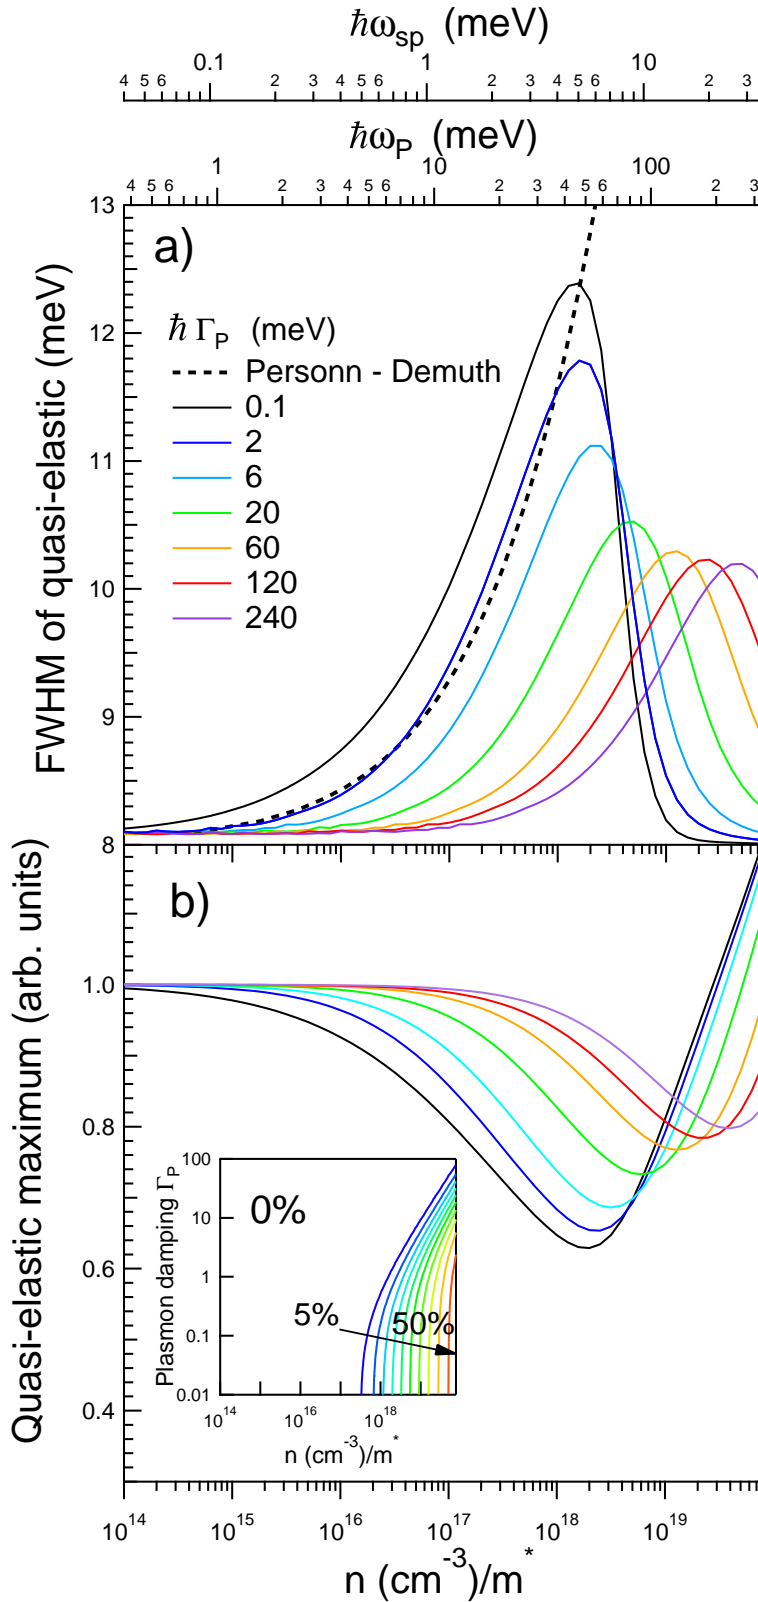 ħω_sp (meV)
4 5 6 0.1 2 3 4 5 6 1 2 3 4 5 6 10 2 3
ħω_P (meV)
4 5 6 1 2 3 4 5 6 10 2 3 4 5 6 100 2 3
13
a)
12
11
10
9
8
FWHM of quasi-elastic (meV)
ħ Γ_P (meV)
Personn - Demuth
0.1
2
6
20
60
120
240
b)
1.0
0.8
0.6
0.4
Quasi-elastic maximum (arb. units)
100
10
1
0.1
0.01
Plasmon damping Γ_P
0%
5%
50%
10^14 10^16 10^18
n (cm^-3)/m^*
10^14 10^15 10^16 10^17 10^18 10^19
n (cm^-3)/m^*